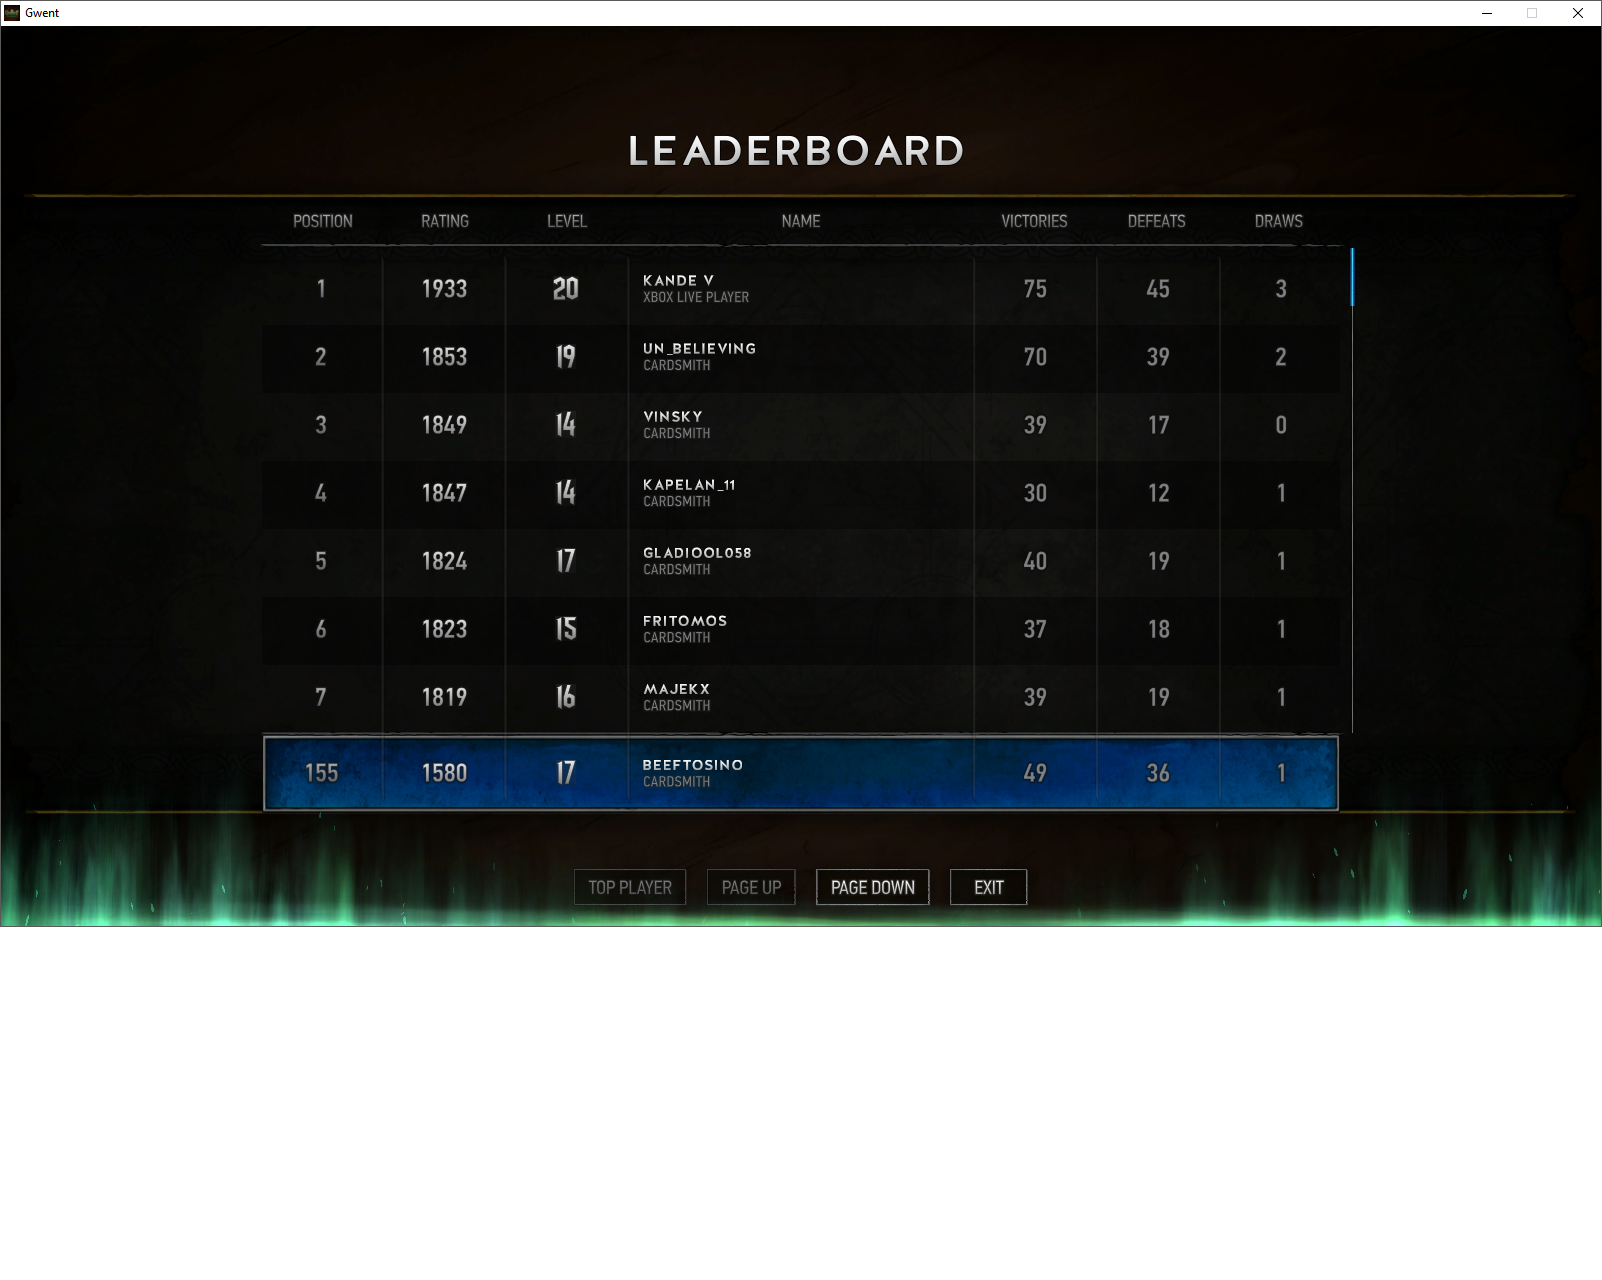 Gwent
LEADERBOARD
POSITION RATING LEVEL NAME VICTORIES DEFEATS DRAWS
1 1933 20 KANDE V 75 45 3
XBOX LIVE PLAYER
2 1853 19 UN_BELIEVING 70 39 2
CARDSMITH
3 1849 14 VINSKY 39 17 0
CARDSMITH
4 1847 14 KAPELAN_11 30 12 1
CARDSMITH
5 1824 17 GLADIOOL058 40 19 1
CARDSMITH
6 1823 15 FRITOMOS 37 18 1
CARDSMITH
7 1819 16 MAJEKX 39 19 1
CARDSMITH
155 1580 17 BEEFTOSINO 49 36 1
CARDSMITH
TOP PLAYER PAGE UP PAGE DOWN EXIT